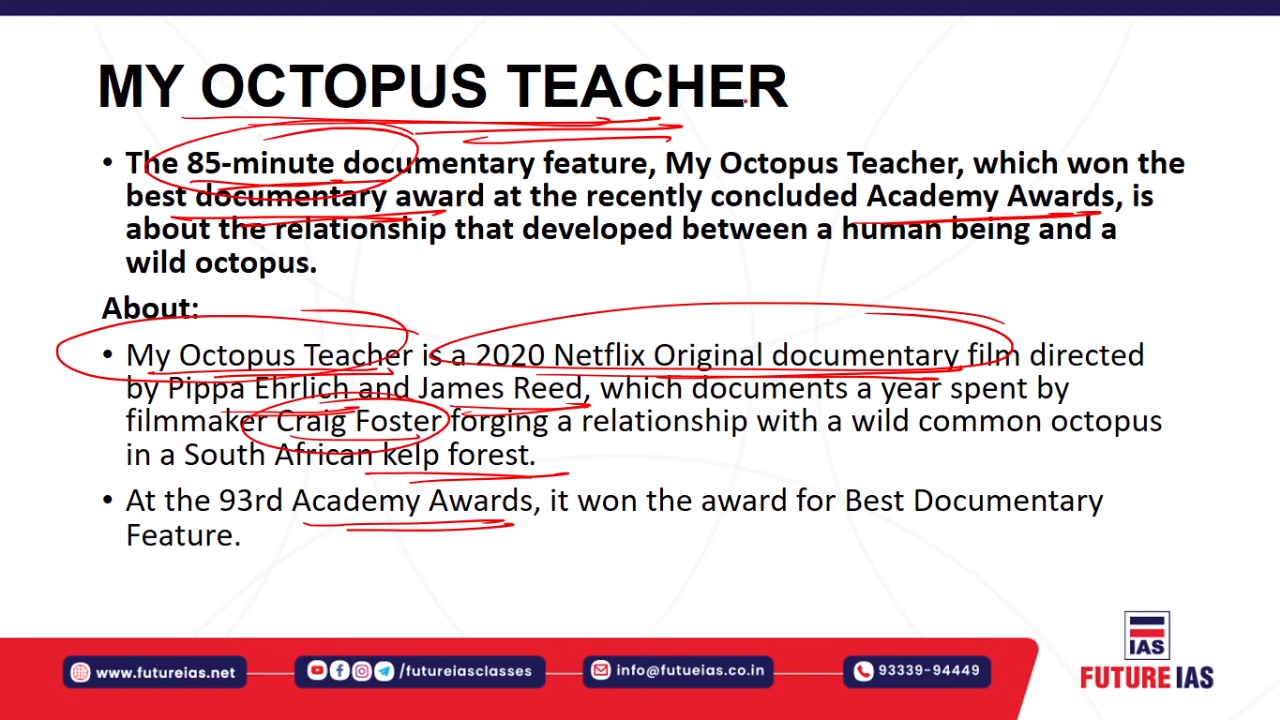 MY OCTOPUS TEACHER
• The 85-minute documentary feature, My Octopus Teacher, which won the
best documentary award at the recently concluded Academy Awards, is
about the relationship that developed between a human being and a
wild octopus.
About:
• My Octopus Teacher is a 2020 Netflix Original documentary film directed
by Pippa Ehrlich and James Reed, which documents a year spent by
filmmaker Craig Foster forging a relationship with a wild common octopus
in a South African kelp forest.
• At the 93rd Academy Awards, it won the award for Best Documentary
Feature.
IAS
FUTURE IAS
www.futureias.net
/futureiasclasses
info@futueias.co.in
93339-94449